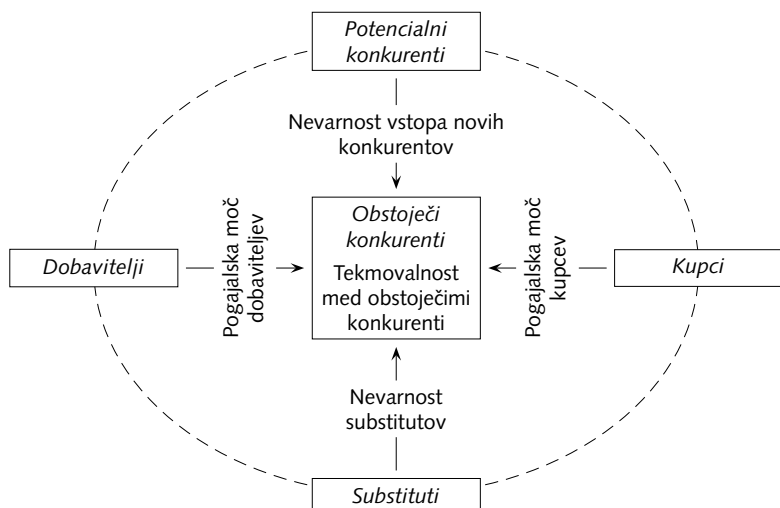 Potencialni
konkurenti
Nevarnost vstopa novih
konkurentov
Dobavitelji
Pogajalska moč
dobaviteljev
Obstoječi
konkurenti
Tekmovalnost
med obstoječimi
konkurenti
Pogajalska moč
kupcev
Kupci
Nevarnost
substitutov
Substituti